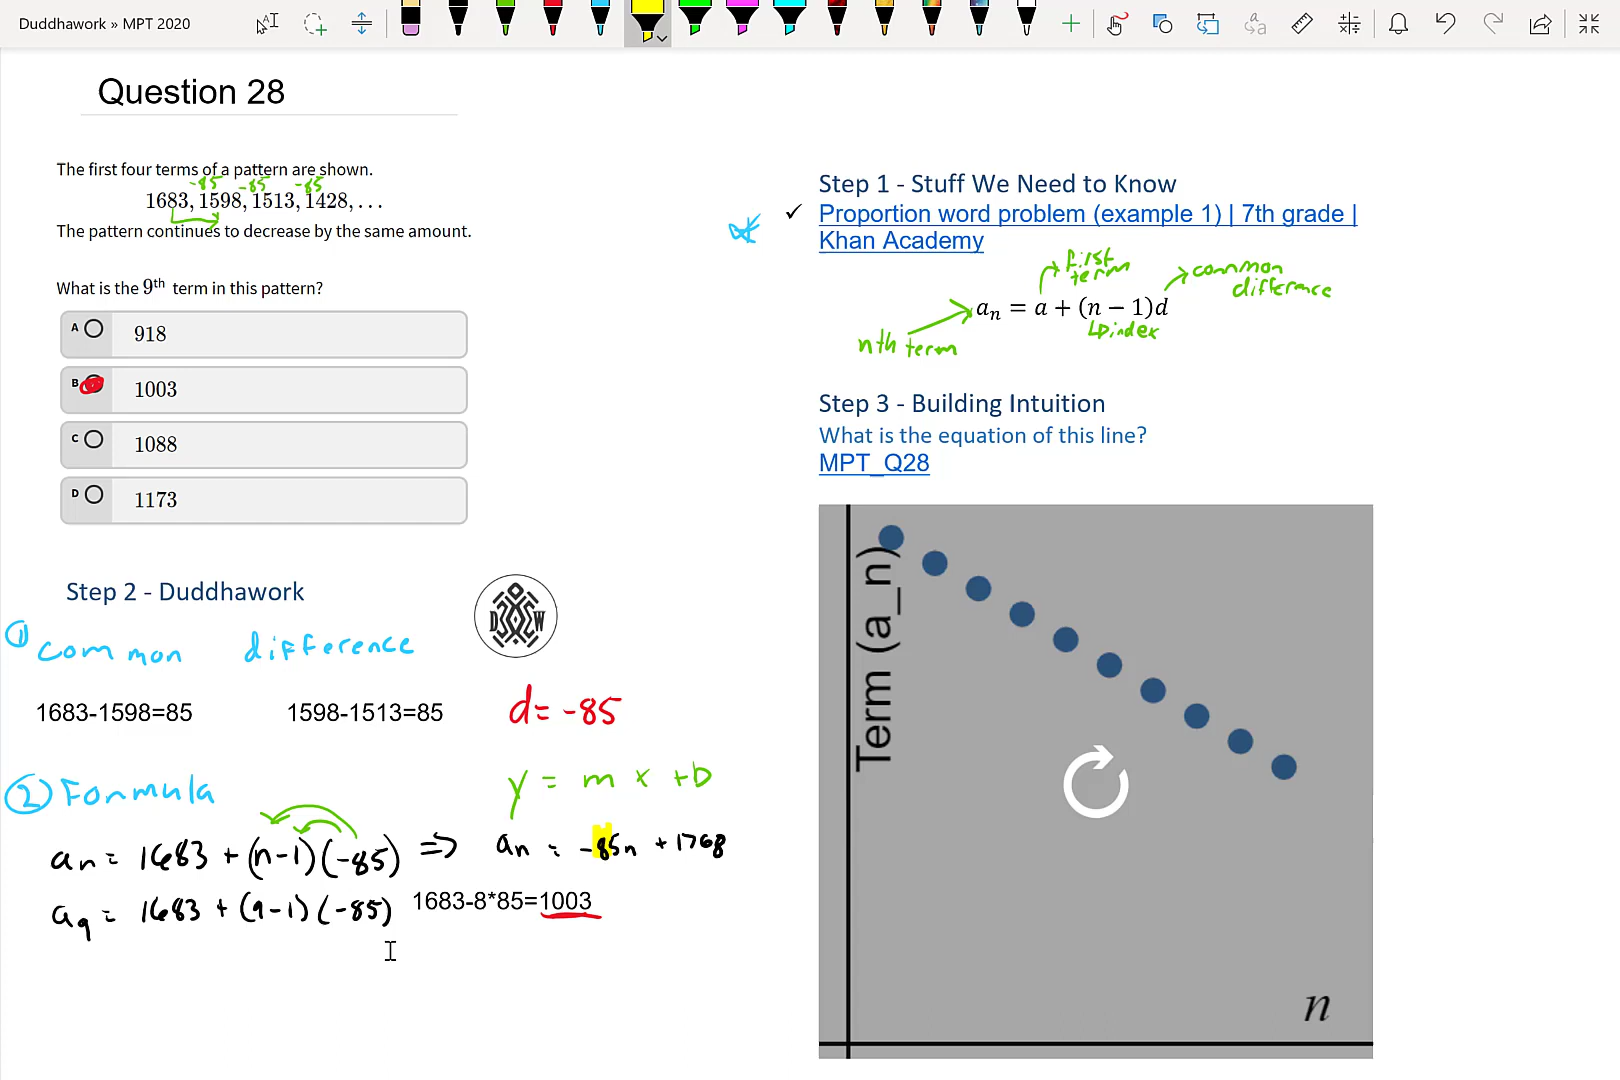 Duddhawork » MPT 2020
Question 28
The first four terms of a pattern are shown.
-85 -85 -85
1683, 1598, 1513, 1428, ...
The pattern continues to decrease by the same amount.
What is the 9th term in this pattern?
A 918
B 1003
C 1088
D 1173
Step 2 - Duddhawork
D W
① common difference
1683-1598=85 1598-1513=85 d= -85
② Formula y = mx+b
an = 1683 + (n-1)(-85) => an = -85n +1768
a9 = 1683 + (9-1)(-85) 1683-8*85=1003
Step 1 - Stuff We Need to Know
✓ Proportion word problem (example 1) | 7th grade |
Khan Academy
first term
common difference
aₙ = a + (n − 1)d
index
nth term
Step 3 - Building Intuition
What is the equation of this line?
MPT_Q28
Term (a_n)
n